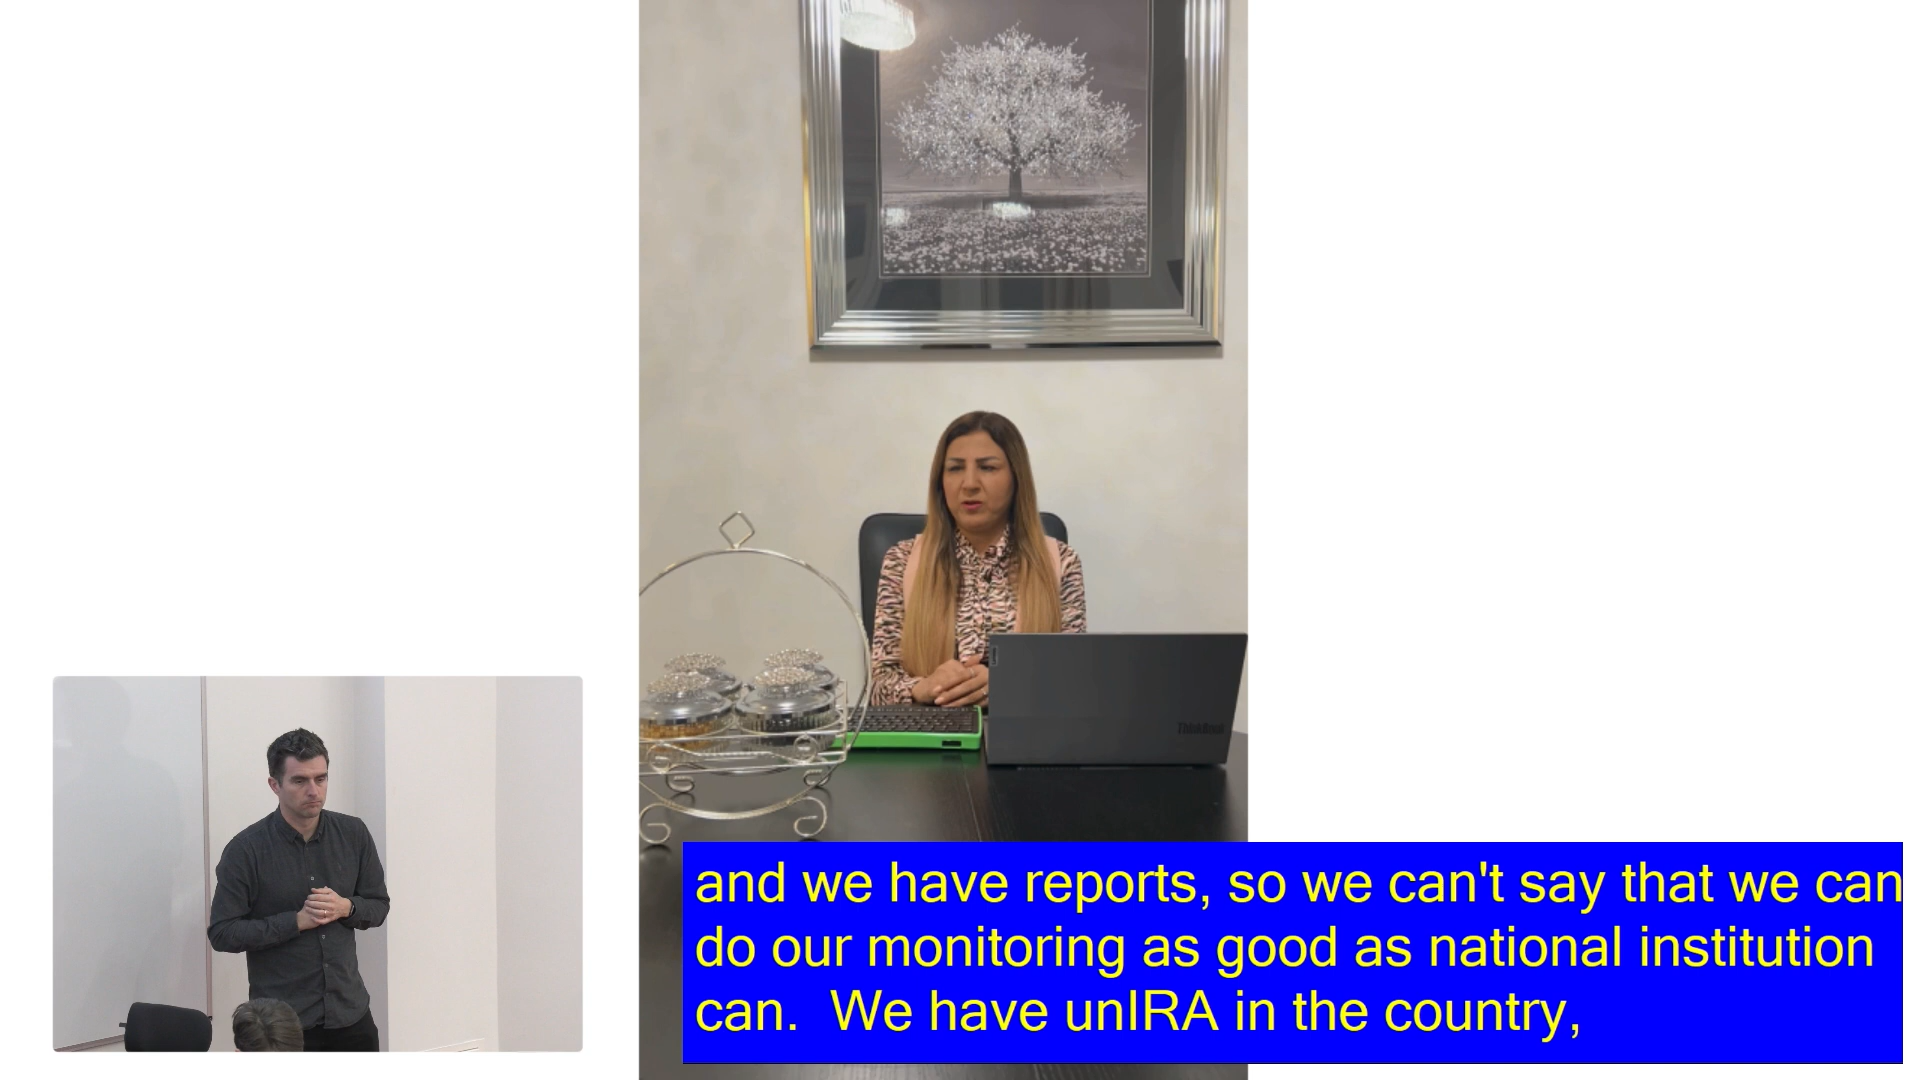 ThinkBook
and we have reports, so we can't say that we can
do our monitoring as good as national institution
can.  We have unIRA in the country,